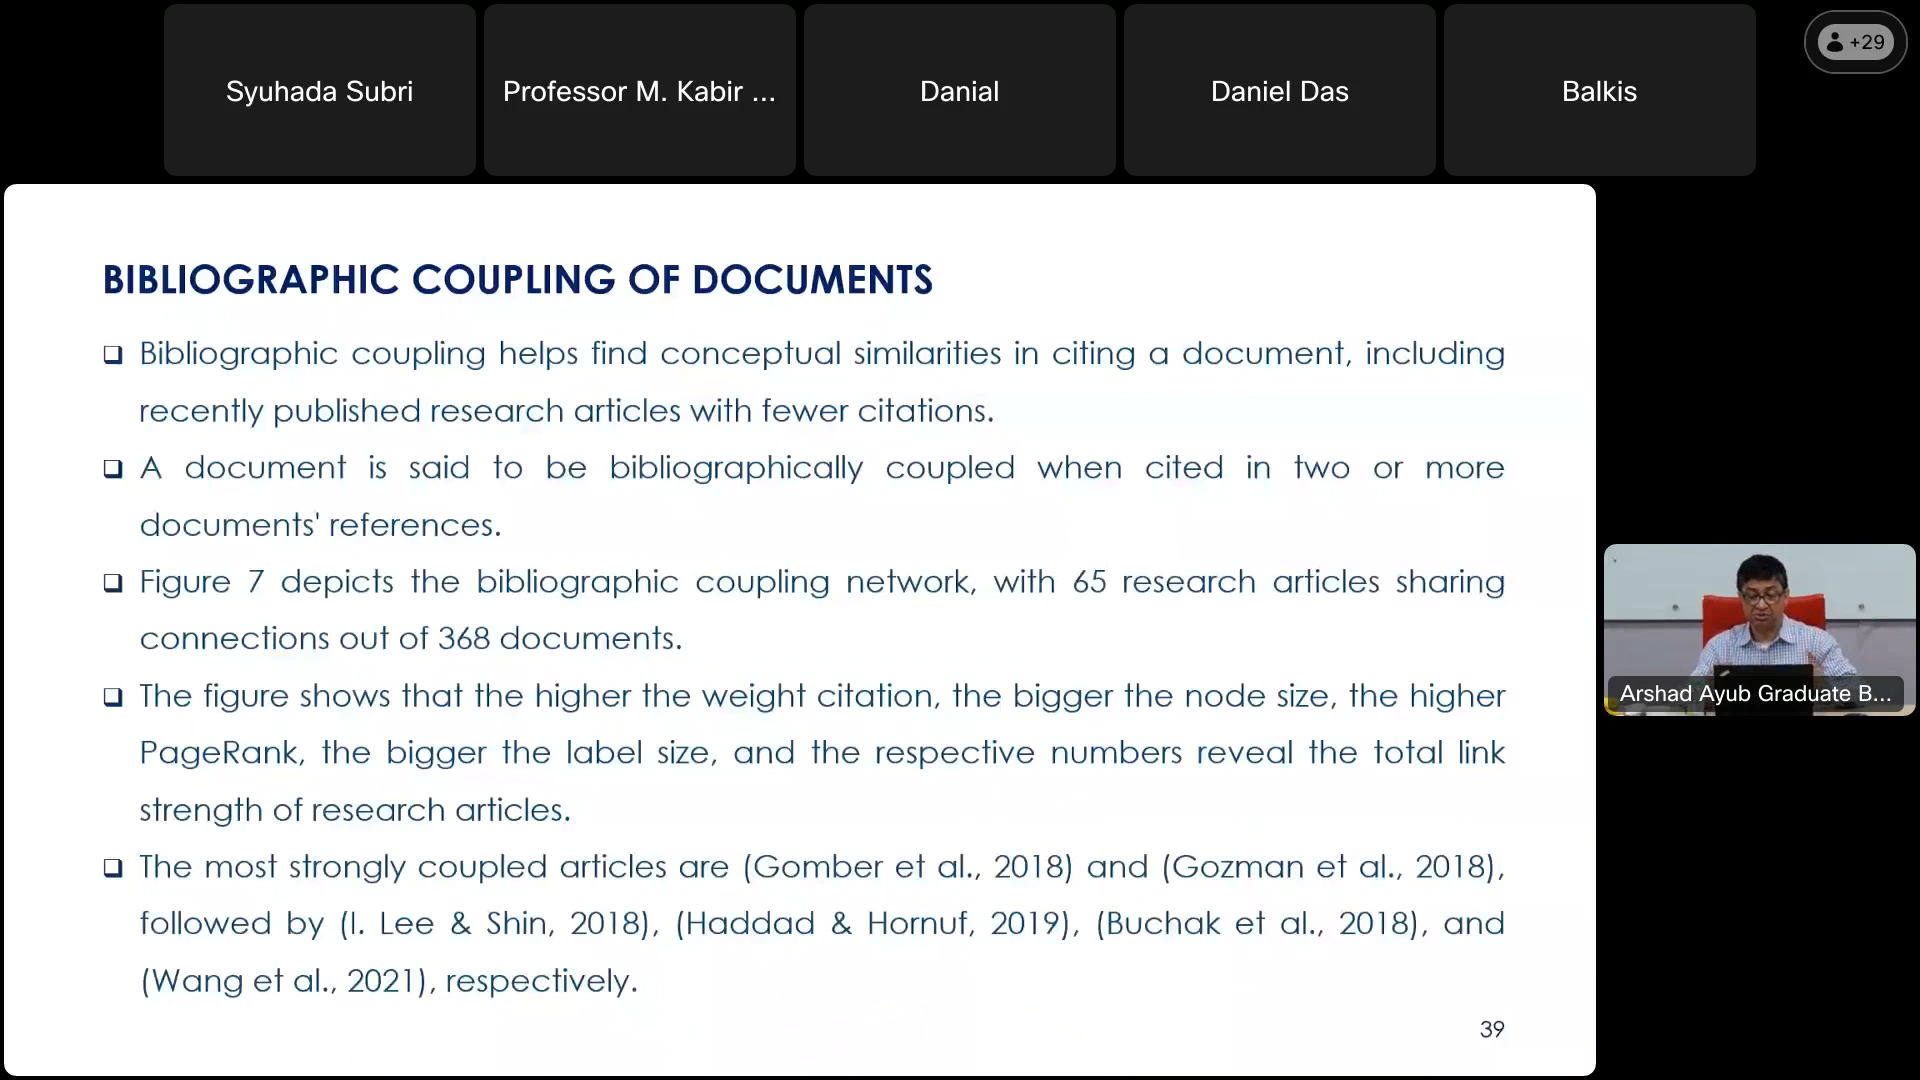 Syuhada Subri
Professor M. Kabir ...
Danial
Daniel Das
Balkis
+29
BIBLIOGRAPHIC COUPLING OF DOCUMENTS
❑ Bibliographic coupling helps find conceptual similarities in citing a document, including
recently published research articles with fewer citations.
❑ A document is said to be bibliographically coupled when cited in two or more
documents' references.
❑ Figure 7 depicts the bibliographic coupling network, with 65 research articles sharing
connections out of 368 documents.
❑ The figure shows that the higher the weight citation, the bigger the node size, the higher
PageRank, the bigger the label size, and the respective numbers reveal the total link
strength of research articles.
❑ The most strongly coupled articles are (Gomber et al., 2018) and (Gozman et al., 2018),
followed by (I. Lee & Shin, 2018), (Haddad & Hornuf, 2019), (Buchak et al., 2018), and
(Wang et al., 2021), respectively.
39
Arshad Ayub Graduate B...